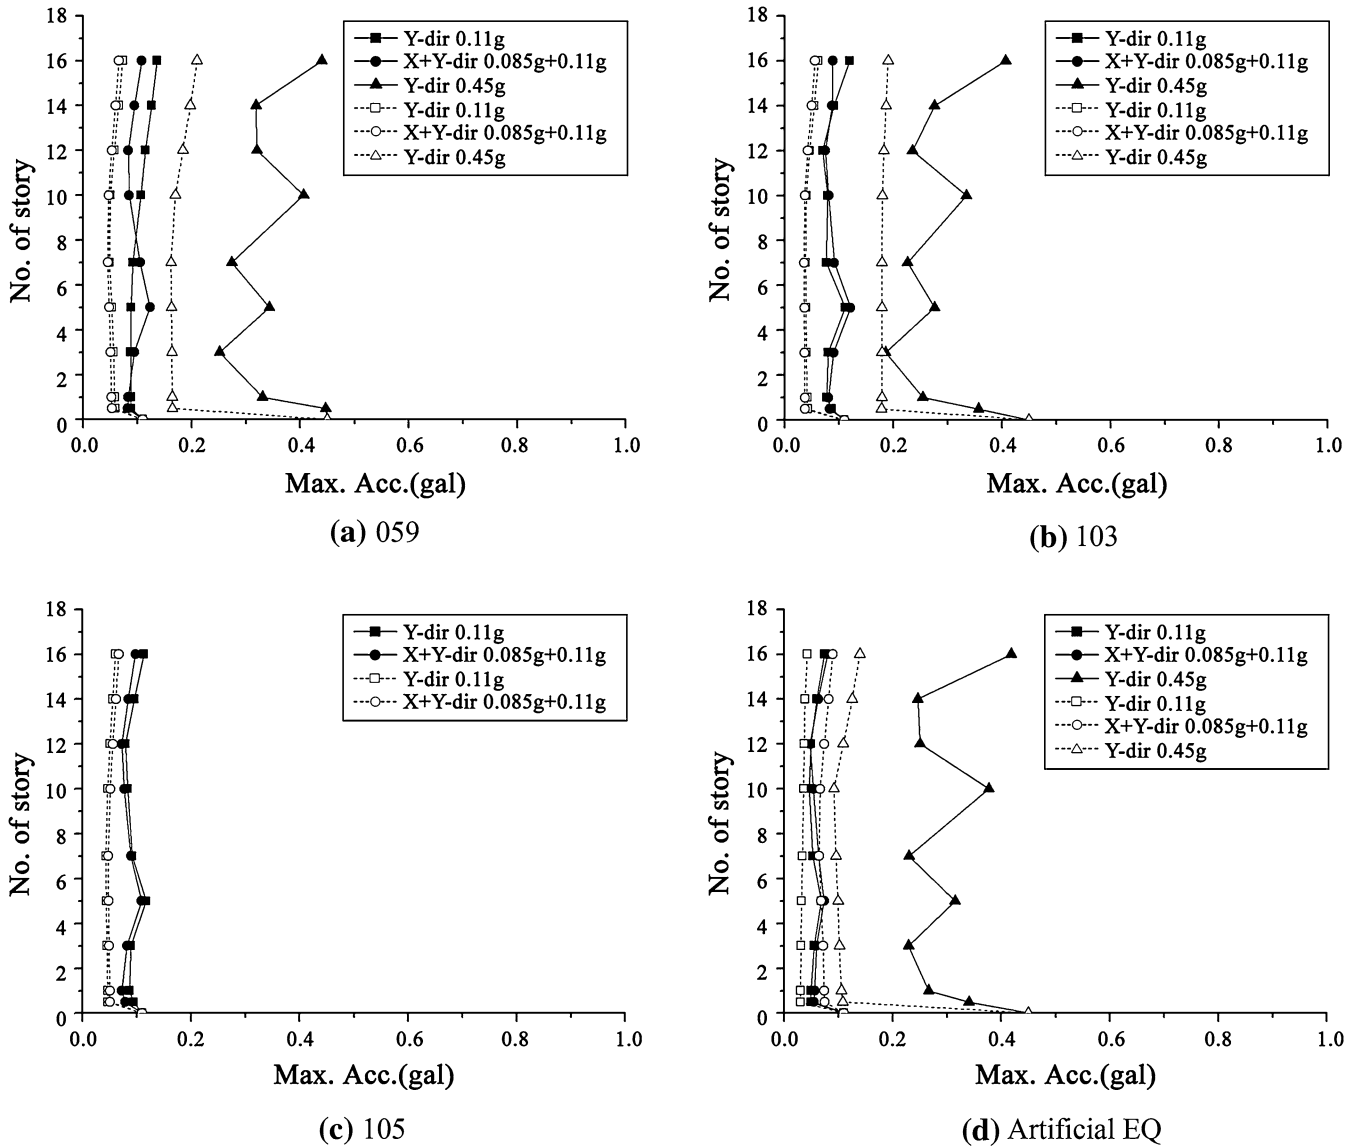 18
16
14
12
10
8
6
4
2
0
No. of story
Y-dir 0.11g
X+Y-dir 0.085g+0.11g
Y-dir 0.45g
Y-dir 0.11g
X+Y-dir 0.085g+0.11g
Y-dir 0.45g
0.0 0.2 0.4 0.6 0.8 1.0
Max. Acc.(gal)
(a) 059
18
16
14
12
10
8
6
4
2
0
No. of story
Y-dir 0.11g
X+Y-dir 0.085g+0.11g
Y-dir 0.45g
Y-dir 0.11g
X+Y-dir 0.085g+0.11g
Y-dir 0.45g
0.0 0.2 0.4 0.6 0.8 1.0
Max. Acc.(gal)
(b) 103
18
16
14
12
10
8
6
4
2
0
No. of story
Y-dir 0.11g
X+Y-dir 0.085g+0.11g
Y-dir 0.11g
X+Y-dir 0.085g+0.11g
0.0 0.2 0.4 0.6 0.8 1.0
Max. Acc.(gal)
(c) 105
18
16
14
12
10
8
6
4
2
0
No. of story
Y-dir 0.11g
X+Y-dir 0.085g+0.11g
Y-dir 0.45g
Y-dir 0.11g
X+Y-dir 0.085g+0.11g
Y-dir 0.45g
0.0 0.2 0.4 0.6 0.8 1.0
Max. Acc.(gal)
(d) Artificial EQ